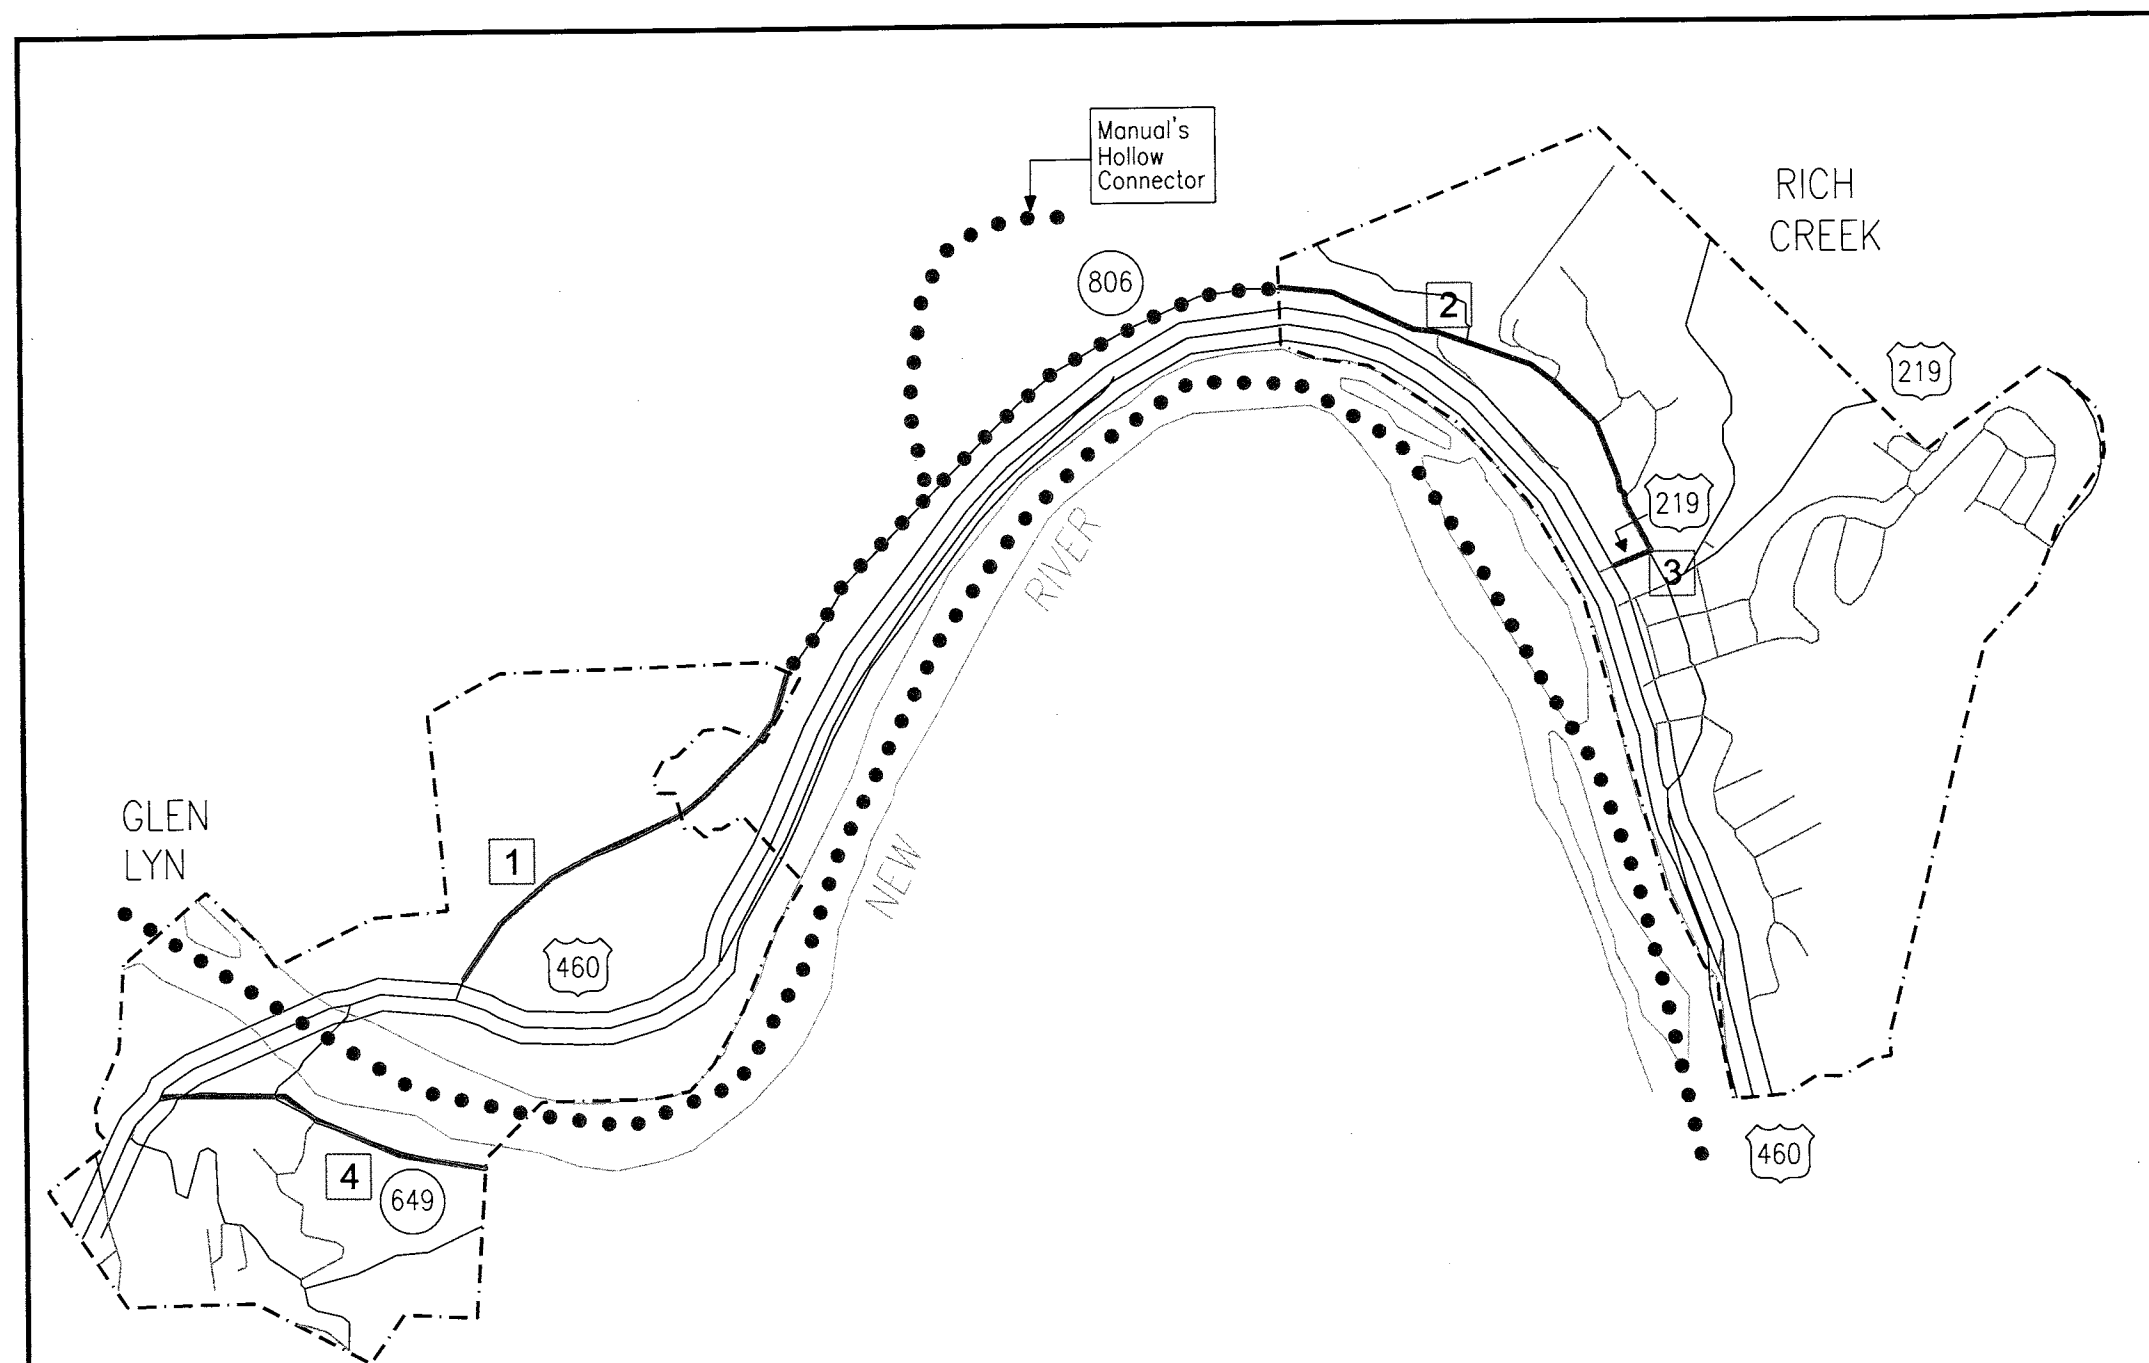 Manual's
Hollow
Connector
RICH
CREEK
806
2
219
219
3
RIVER
NEW
GLEN
LYN
1
460
4
649
460